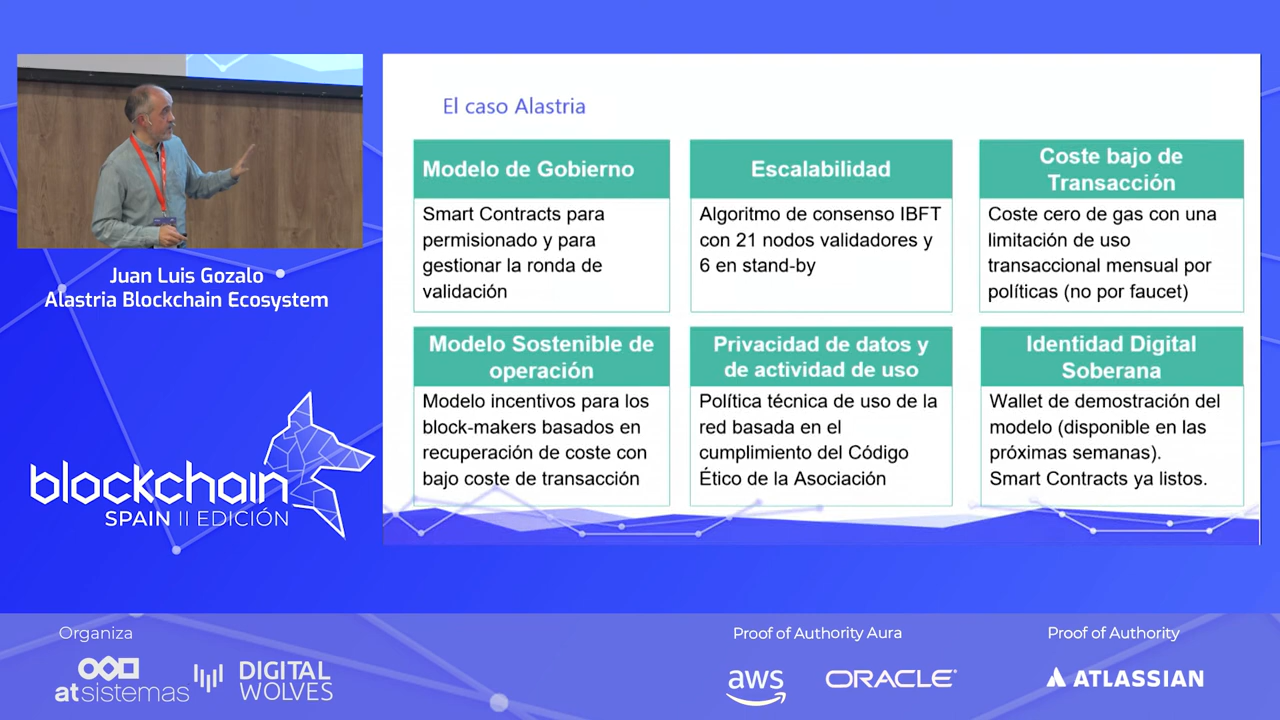 El caso Alastria
Modelo de Gobierno
Smart Contracts para
permisionado y para
gestionar la ronda de
validación
Escalabilidad
Algoritmo de consenso IBFT
con 21 nodos validadores y
6 en stand-by
Coste bajo de
Transacción
Coste cero de gas con una
limitación de uso
transaccional mensual por
políticas (no por faucet)
Modelo Sostenible de
operación
Modelo incentivos para los
block-makers basados en
recuperación de coste con
bajo coste de transacción
Privacidad de datos y
de actividad de uso
Política técnica de uso de la
red basada en el
cumplimiento del Código
Ético de la Asociación
Identidad Digital
Soberana
Wallet de demostración del
modelo (disponible en las
próximas semanas).
Smart Contracts ya listos.
Juan Luis Gozalo
Alastria Blockchain Ecosystem
blockchain
SPAIN II EDICIÓN
Organiza
atsistemas
DIGITAL
WOLVES
Proof of Authority Aura
aws
ORACLE
Proof of Authority
ATLASSIAN